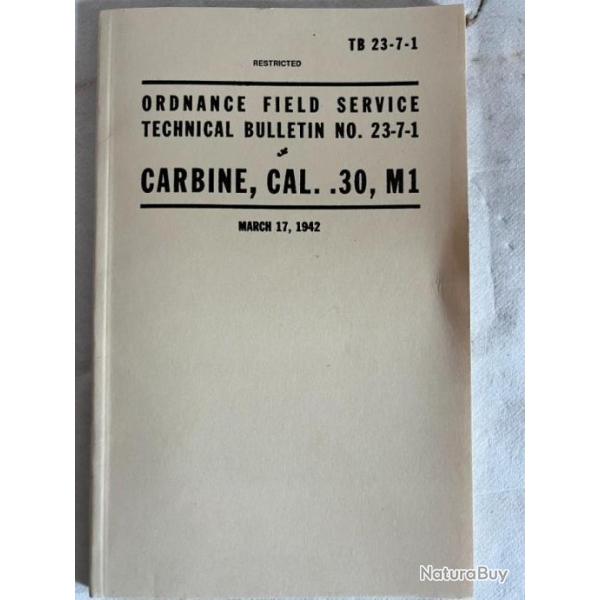 TB 23-7-1
RESTRICTED
ORDNANCE FIELD SERVICE
TECHNICAL BULLETIN NO. 23-7-1
CARBINE, CAL. .30, M1
MARCH 17, 1942
NaturaBuy